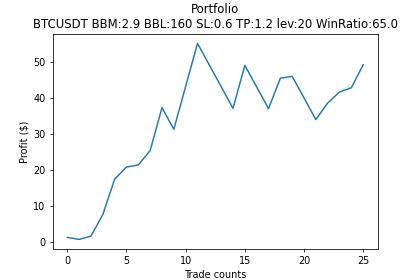 Portfolio
BTCUSDT BBM:2.9 BBL:160 SL:0.6 TP:1.2 lev:20 WinRatio:65.0
50
40
30
20
10
0
Profit ($)
0 5 10 15 20 25
Trade counts